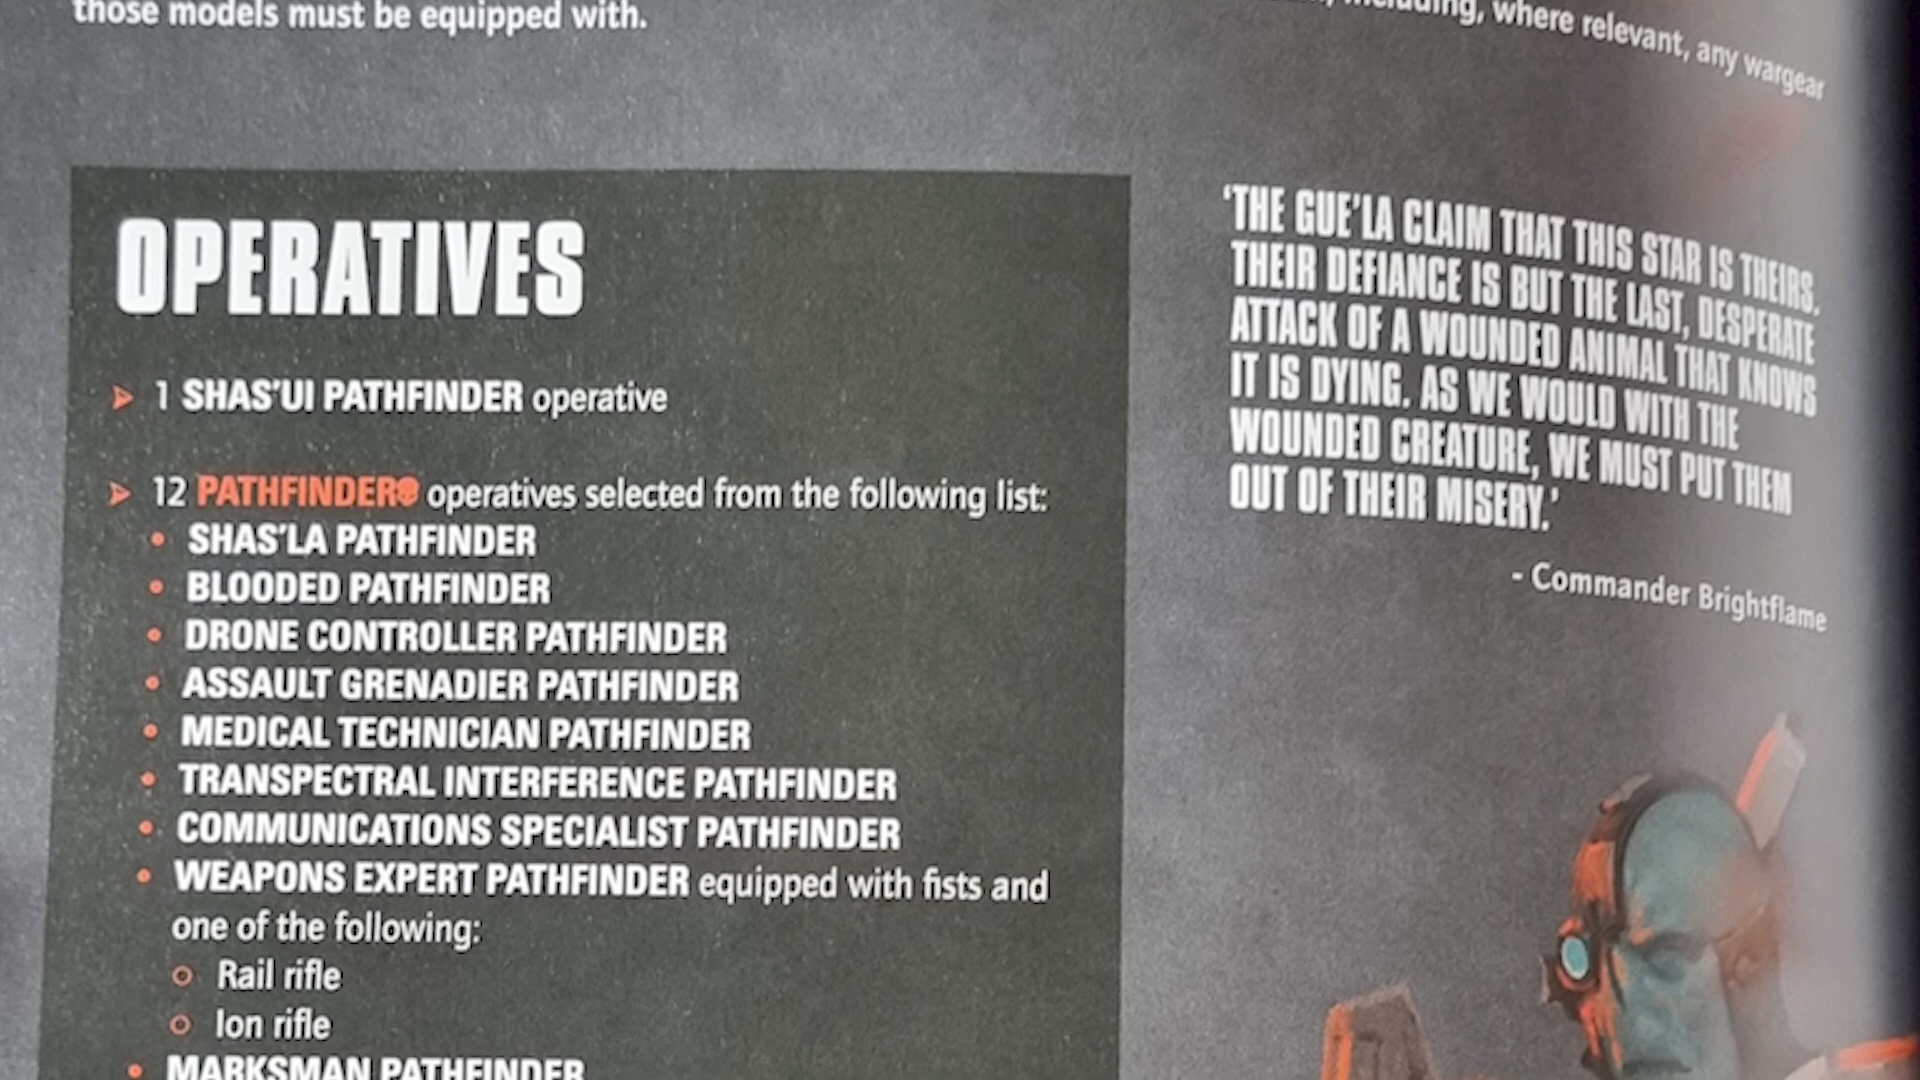 those models must be equipped with.
including, where relevant, any wargear
OPERATIVES
1 SHAS'UI PATHFINDER operative
12 PATHFINDER operatives selected from the following list:
• SHAS'LA PATHFINDER
• BLOODED PATHFINDER
• DRONE CONTROLLER PATHFINDER
• ASSAULT GRENADIER PATHFINDER
• MEDICAL TECHNICIAN PATHFINDER
• TRANSPECTRAL INTERFERENCE PATHFINDER
• COMMUNICATIONS SPECIALIST PATHFINDER
• WEAPONS EXPERT PATHFINDER equipped with fists and
one of the following:
○ Rail rifle
○ Ion rifle
• MARKSMAN PATHFINDER
'THE GUE'LA CLAIM THAT THIS STAR IS THEIRS.
THEIR DEFIANCE IS BUT THE LAST, DESPERATE
ATTACK OF A WOUNDED ANIMAL THAT KNOWS
IT IS DYING. AS WE WOULD WITH THE
WOUNDED CREATURE, WE MUST PUT THEM
OUT OF THEIR MISERY.'
- Commander Brightflame